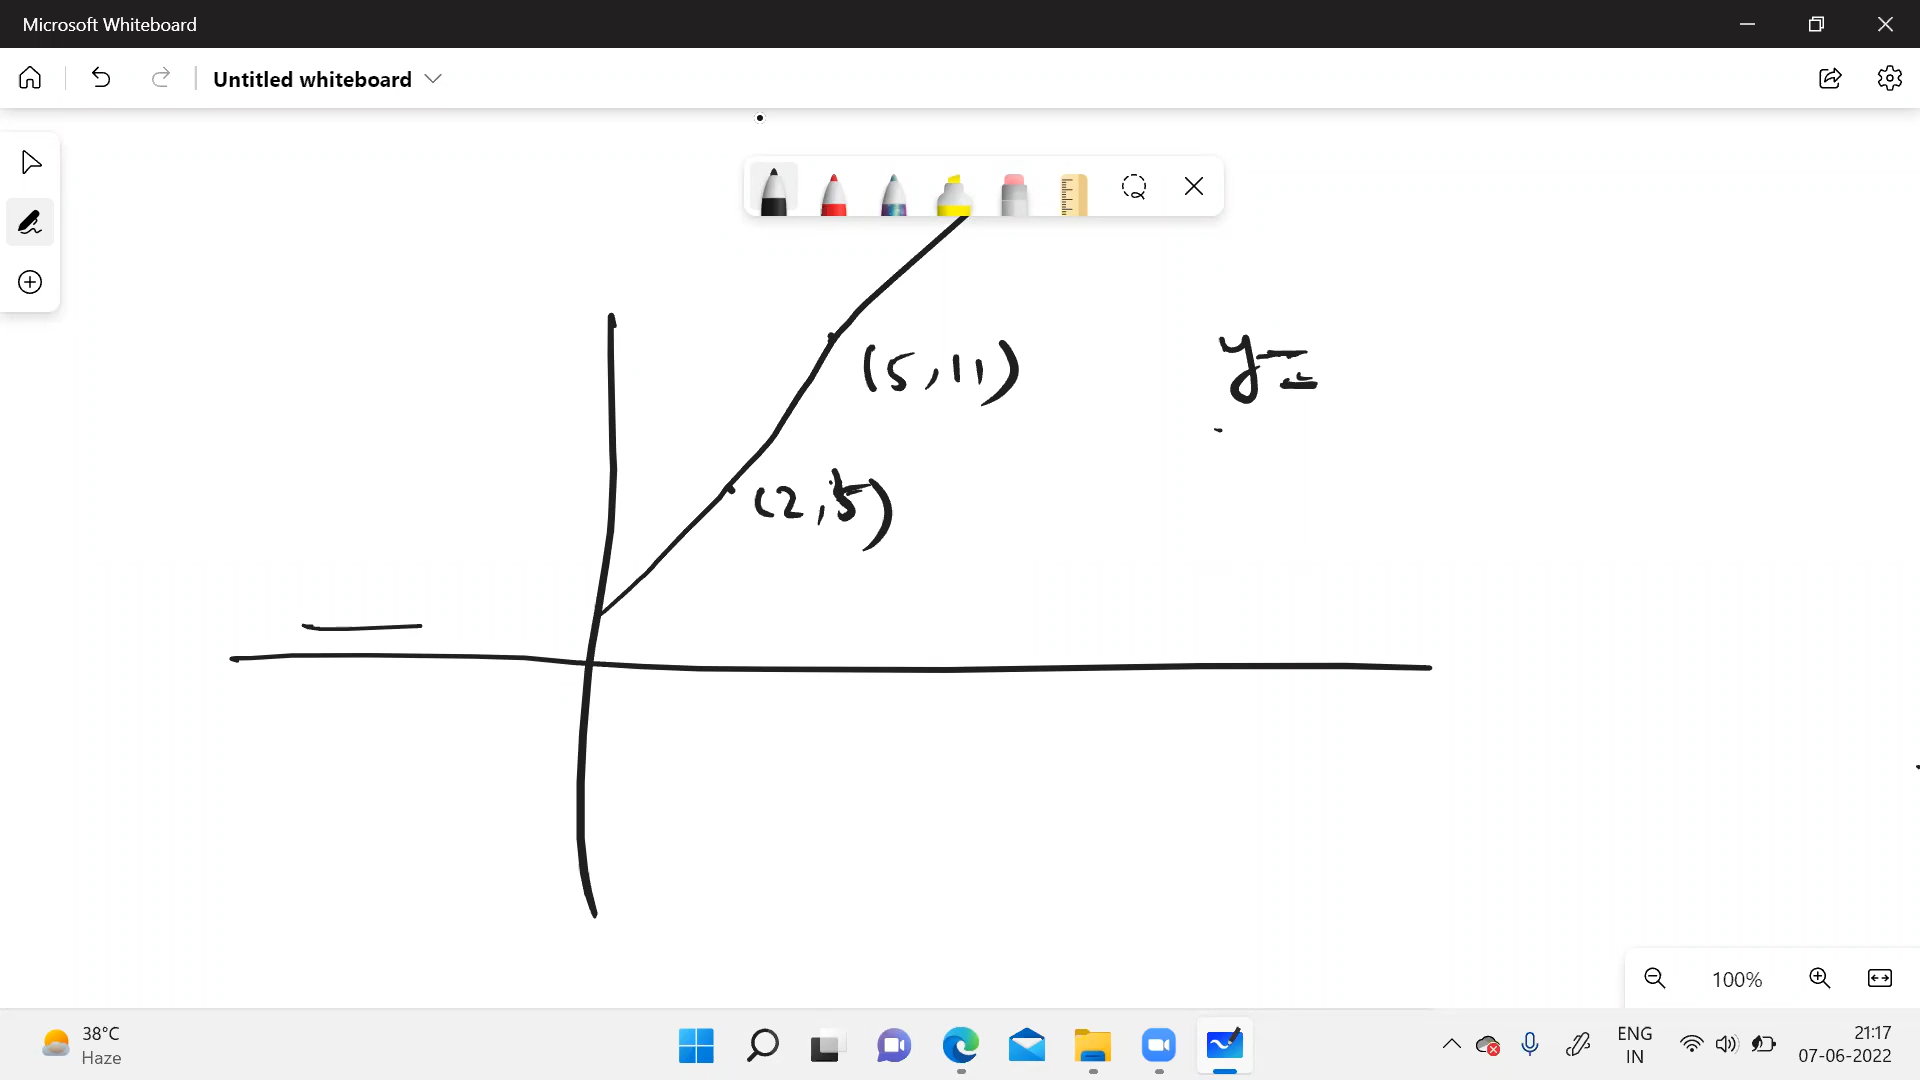 Microsoft Whiteboard
Untitled whiteboard
(5,11)
y=
(2,5)
100%
38°C
Haze
ENG
IN
21:17
07-06-2022